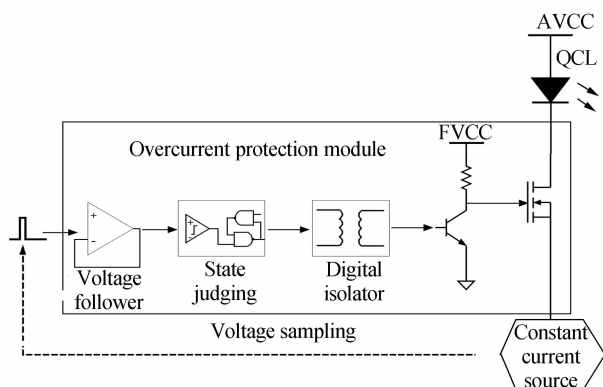 AVCC
QCL
FVCC
Overcurrent protection module
+
-
Voltage
follower
State
judging
Digital
isolator
Voltage sampling
Constant
current
source